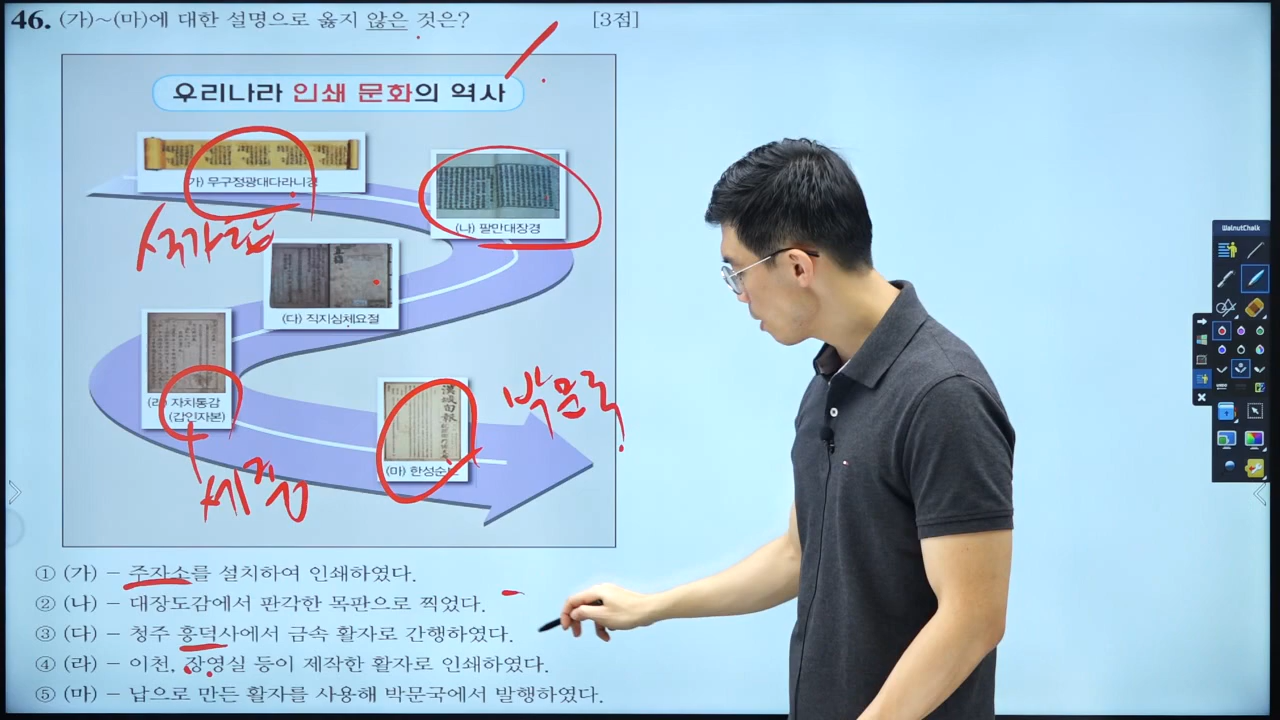 46. (가)~(마)에 대한 설명으로 옳지 않은 것은? [3점]
우리나라 인쇄 문화의 역사
(가) 무구정광대다라니경
석가탑
(나) 팔만대장경
(다) 직지심체요절
(라) 자치통감
(갑인자본)
세종
漢城旬報
(마) 한성순보
박문국
① (가) - 주자소를 설치하여 인쇄하였다.
② (나) - 대장도감에서 판각한 목판으로 찍었다.
③ (다) - 청주 흥덕사에서 금속 활자로 간행하였다.
④ (라) - 이천, 장영실 등이 제작한 활자로 인쇄하였다.
⑤ (마) - 납으로 만든 활자를 사용해 박문국에서 발행하였다.
WalnutChalk